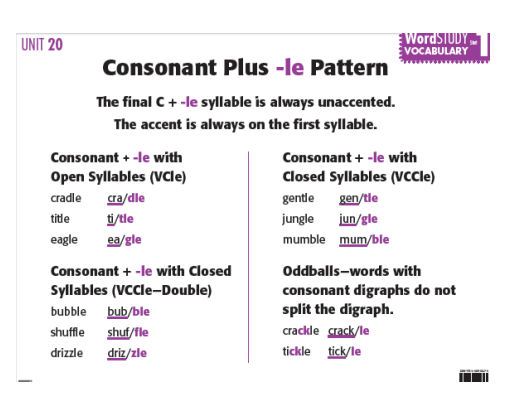 UNIT 20
WordSTUDY
VOCABULARY 1
Consonant Plus -le Pattern
The final C + -le syllable is always unaccented.
The accent is always on the first syllable.
Consonant + -le with
Open Syllables (VCle)
cradle cra/dle
title ti/tle
eagle ea/gle
Consonant + -le with Closed
Syllables (VCCle—Double)
bubble bub/ble
shuffle shuf/fle
drizzle driz/zle
Consonant + -le with
Closed Syllables (VCCle)
gentle gen/tle
jungle jun/gle
mumble mum/ble
Oddballs—words with
consonant digraphs do not
split the digraph.
crackle crack/le
tickle tick/le